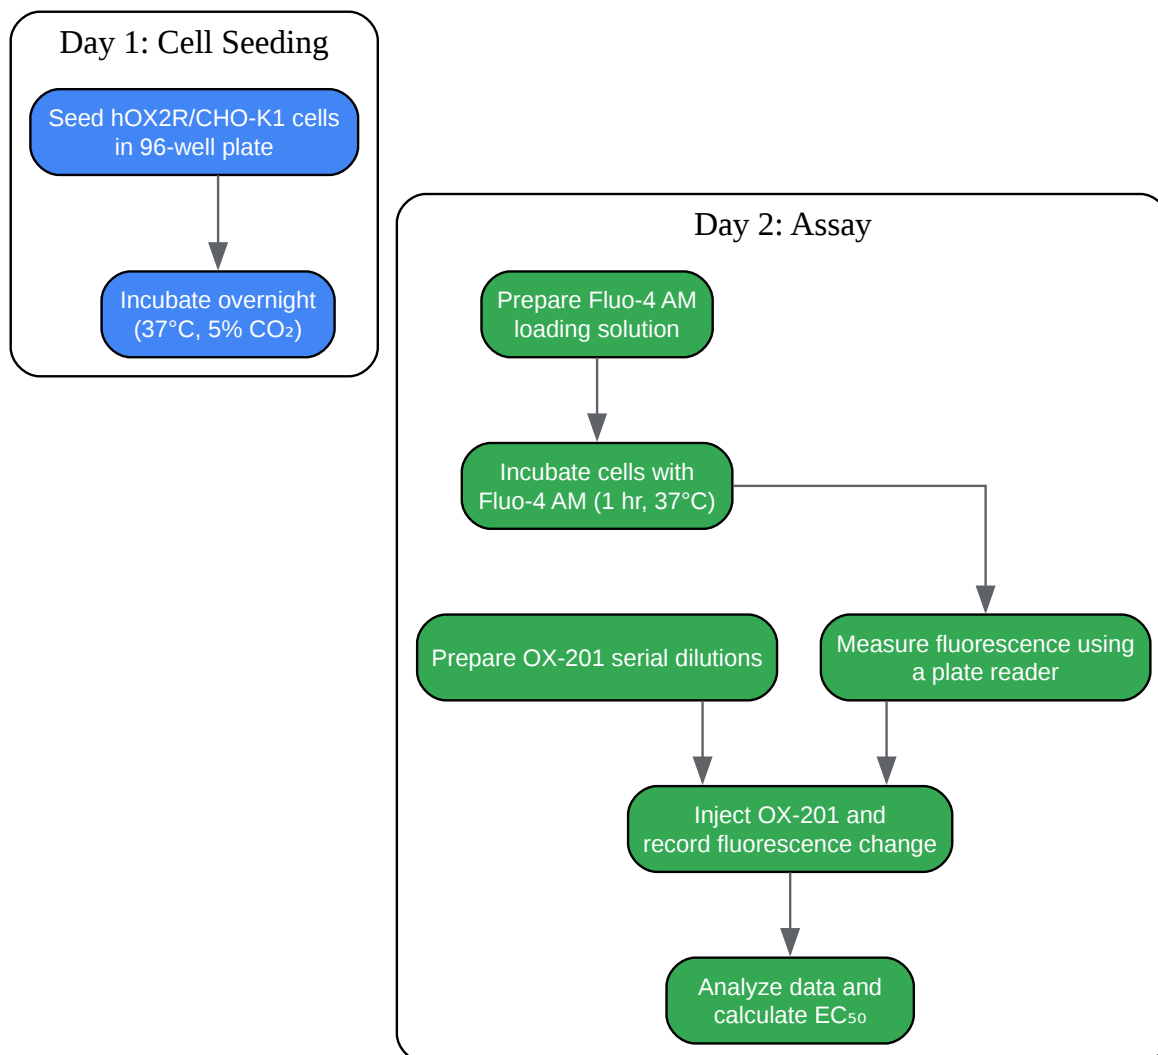 Day 1: Cell Seeding
Seed hOX2R/CHO-K1 cells
in 96-well plate
Incubate overnight
(37°C, 5% CO₂)
Day 2: Assay
Prepare Fluo-4 AM
loading solution
Incubate cells with
Fluo-4 AM (1 hr, 37°C)
Prepare OX-201 serial dilutions
Measure fluorescence using
a plate reader
Inject OX-201 and
record fluorescence change
Analyze data and
calculate EC₅₀